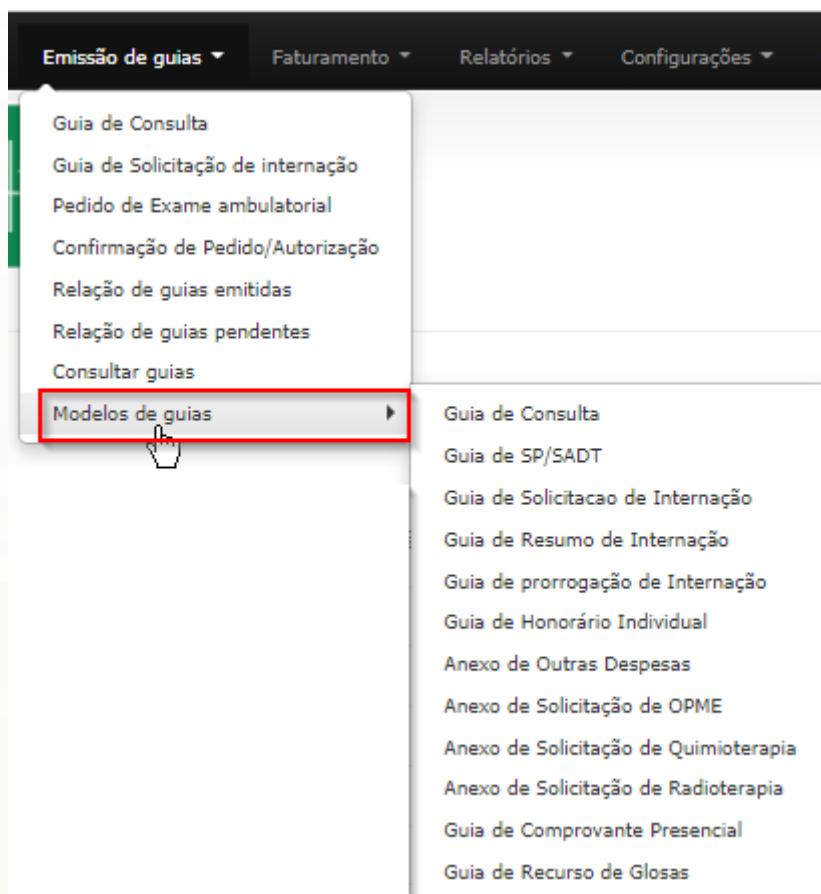 Emissão de guias Faturamento Relatórios Configurações
Guia de Consulta
Guia de Solicitação de internação
Pedido de Exame ambulatorial
Confirmação de Pedido/Autorização
Relação de guias emitidas
Relação de guias pendentes
Consultar guias
Modelos de guias
Guia de Consulta
Guia de SP/SADT
Guia de Solicitacao de Internação
Guia de Resumo de Internação
Guia de prorrogação de Internação
Guia de Honorário Individual
Anexo de Outras Despesas
Anexo de Solicitação de OPME
Anexo de Solicitação de Quimioterapia
Anexo de Solicitação de Radioterapia
Guia de Comprovante Presencial
Guia de Recurso de Glosas